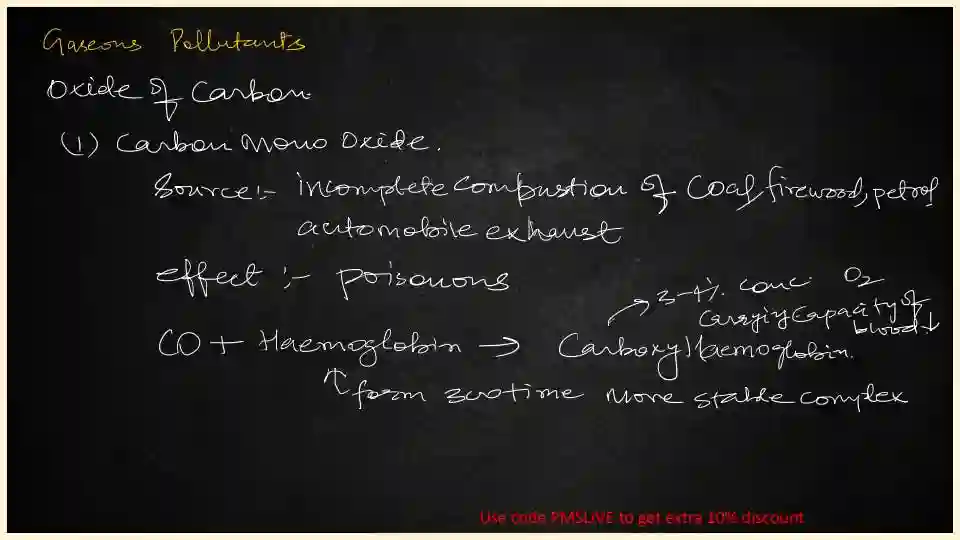 Gaseous Pollutants
Oxide of Carbon.
(1) Carbon Mono Oxide.
Source:- incomplete combustion of Coal, firewood, petrol
automobile exhaust
effect :- poisonous
3-4% conc. O2
Carrying Capacity of
blood ↓
CO + Haemoglobin → Carboxy Haemoglobin.
form 300 time more stable complex
Use code PMSLIVE to get extra 10% discount